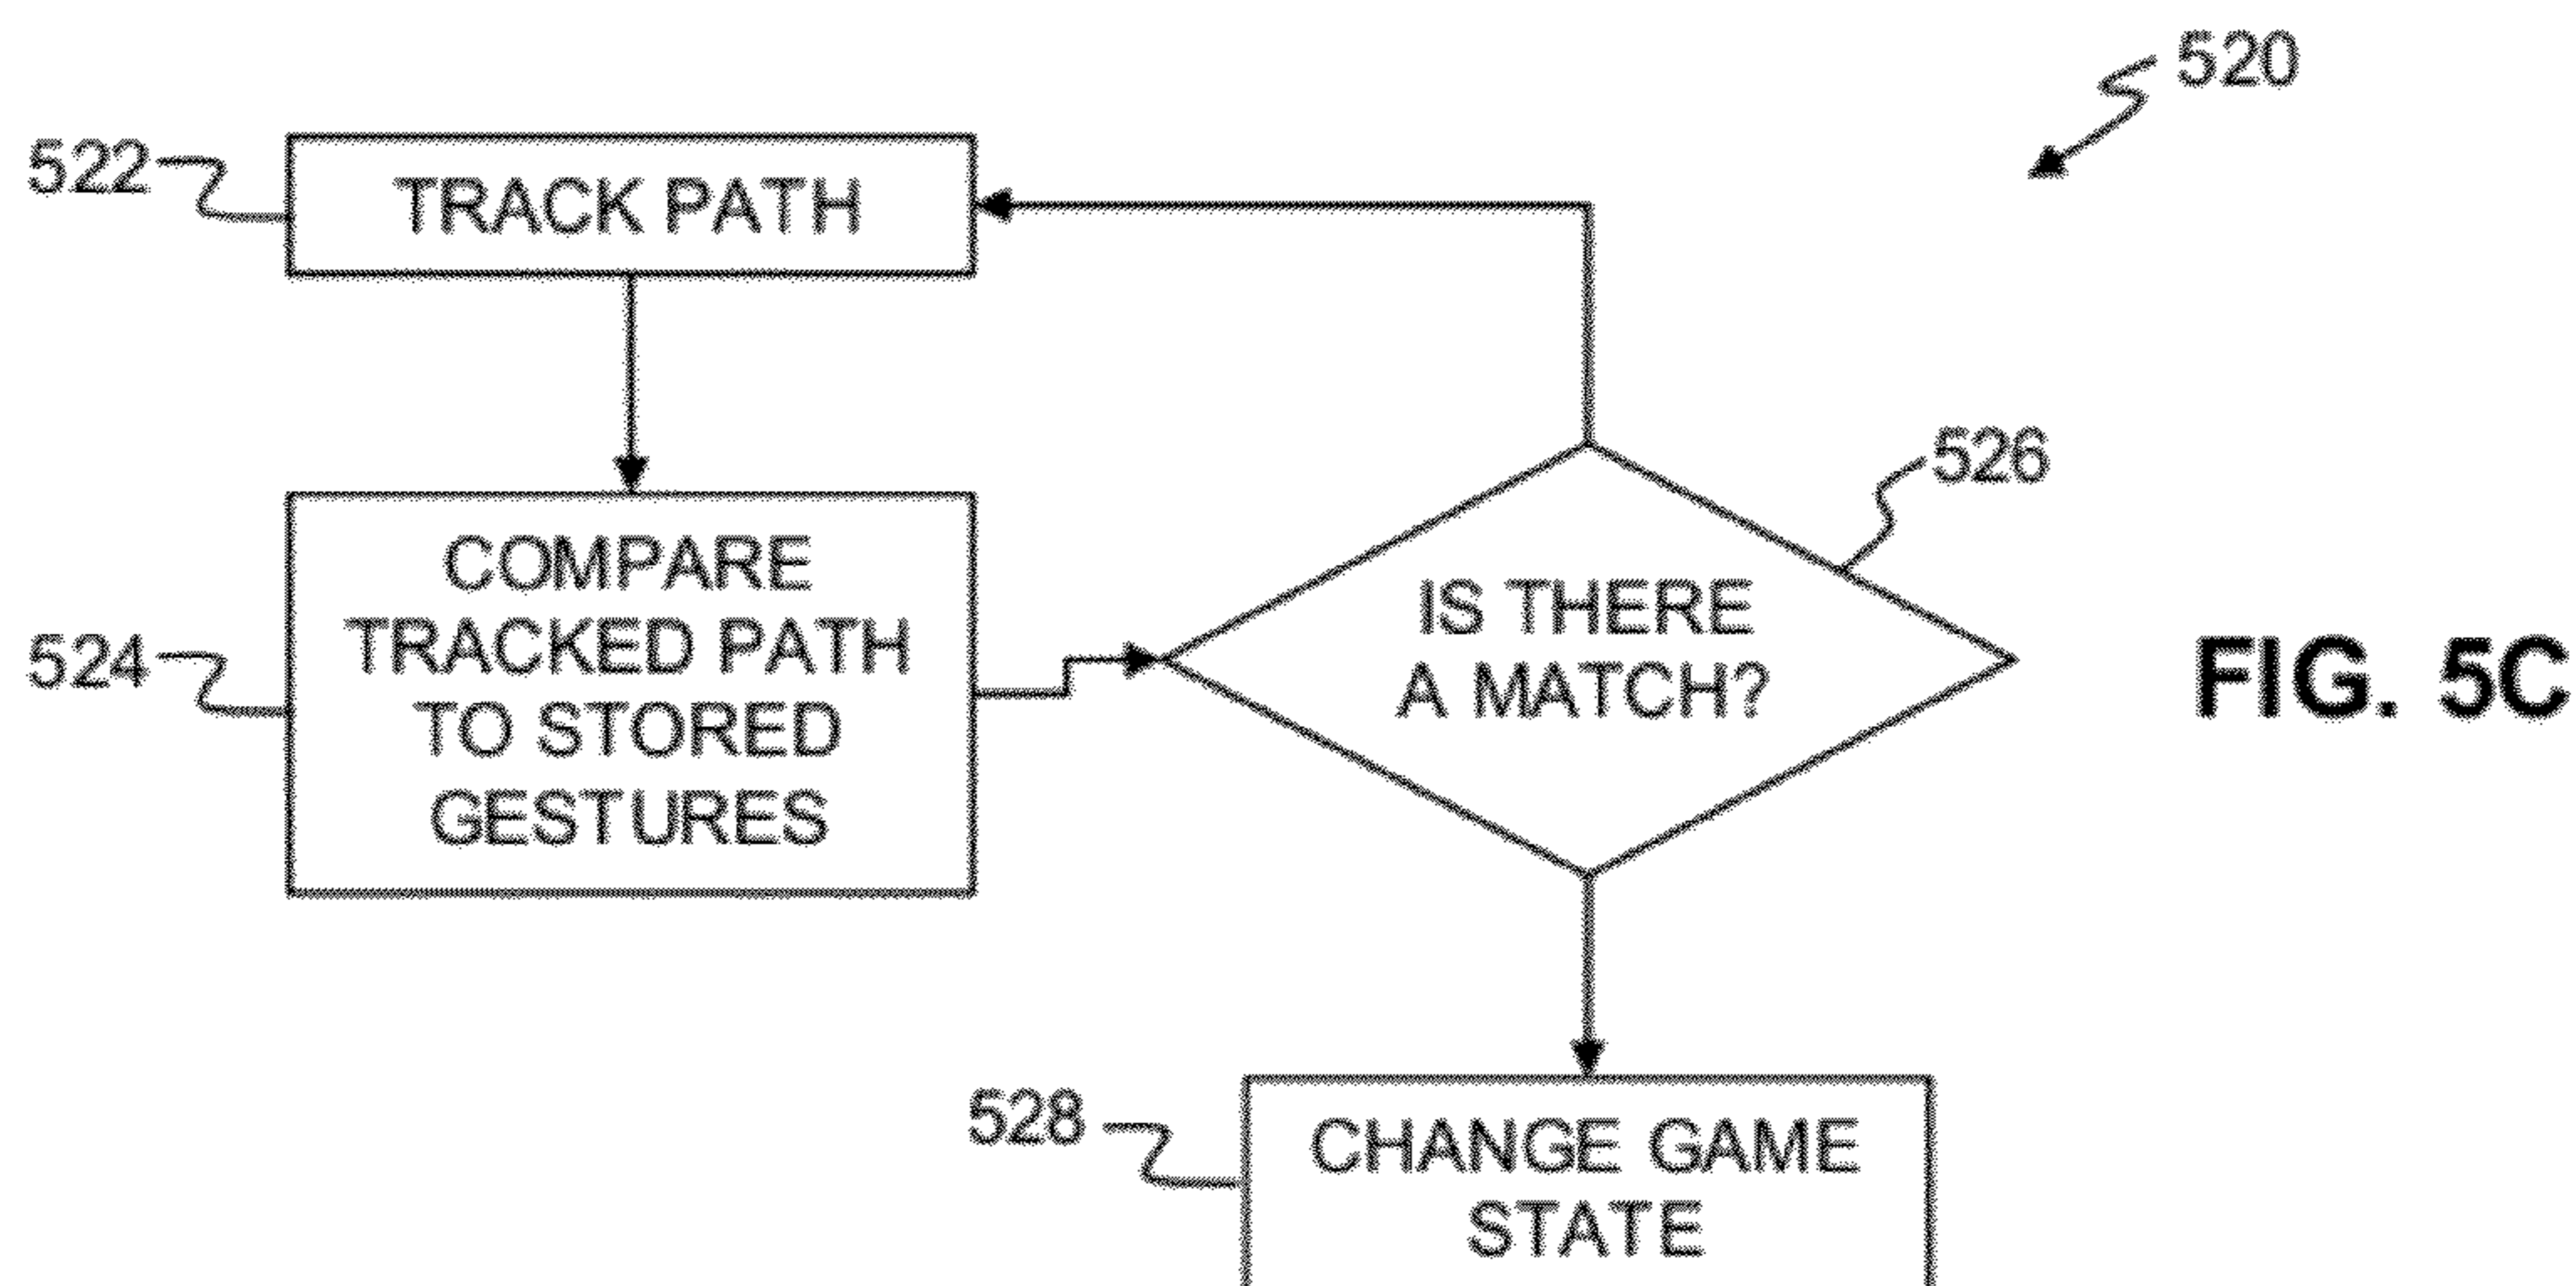 520
522
TRACK PATH
526
COMPARE
TRACKED PATH
TO STORED
GESTURES
524
IS THERE
A MATCH?
FIG. 5C
528
CHANGE GAME
STATE